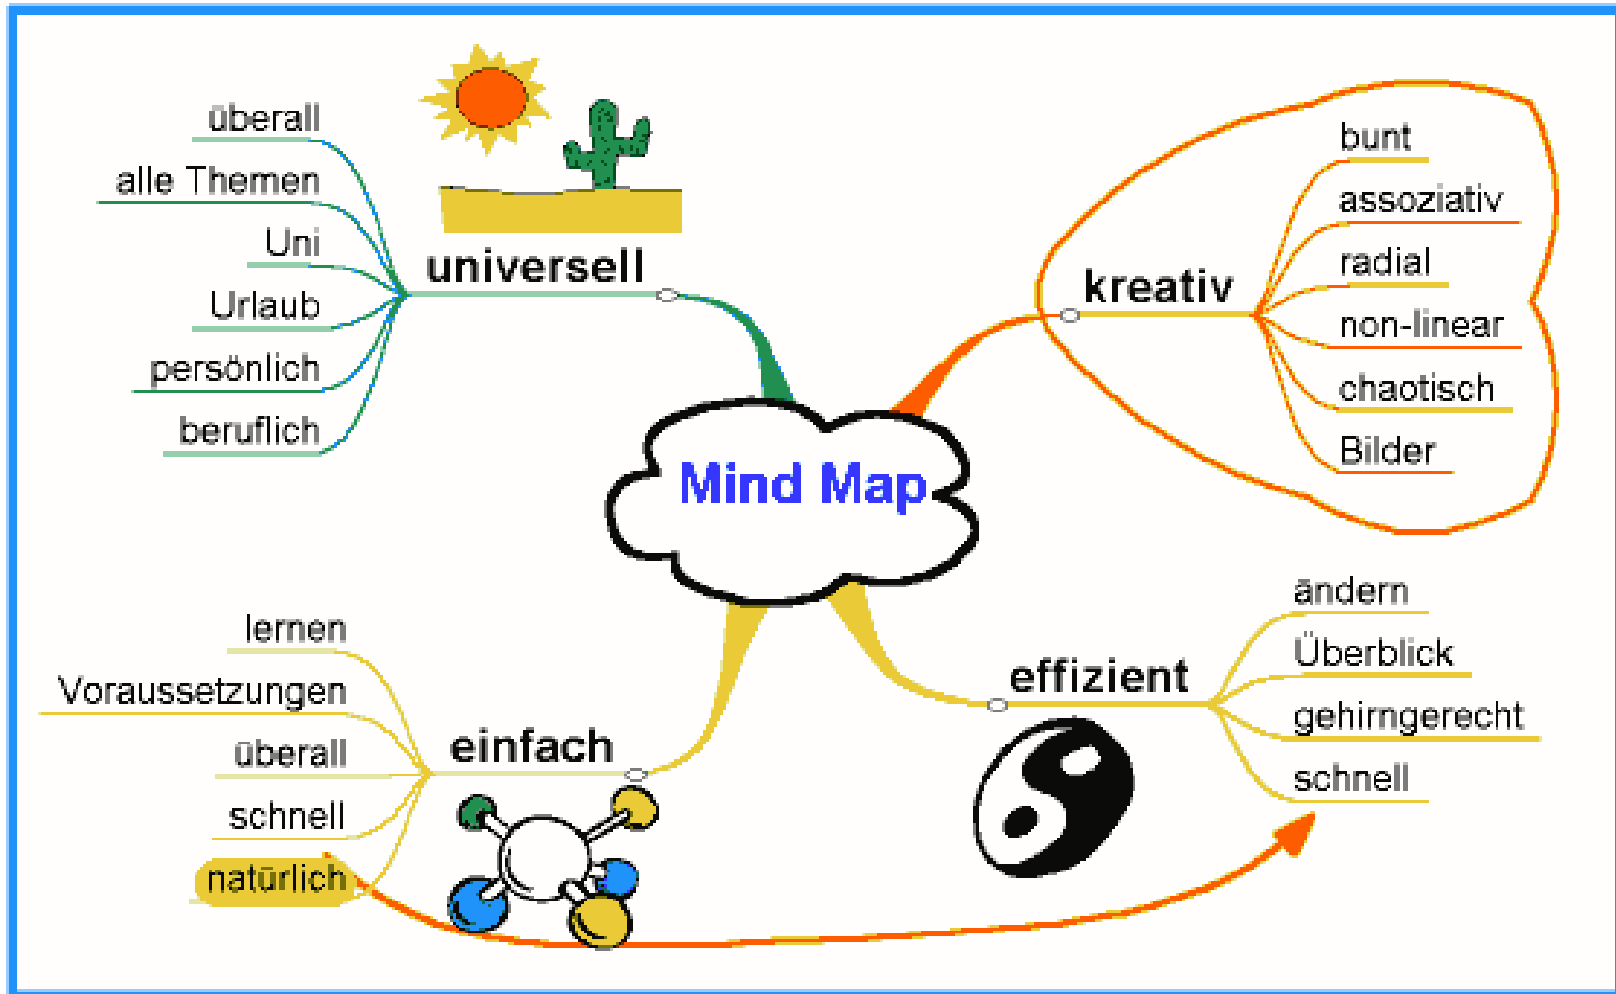 überall
alle Themen
Uni
Urlaub
persönlich
beruflich
universell
kreativ
bunt
assoziativ
radial
non-linear
chaotisch
Bilder
Mind Map
lernen
Voraussetzungen
überall
schnell
natürlich
einfach
effizient
ändern
Überblick
gehirngerecht
schnell